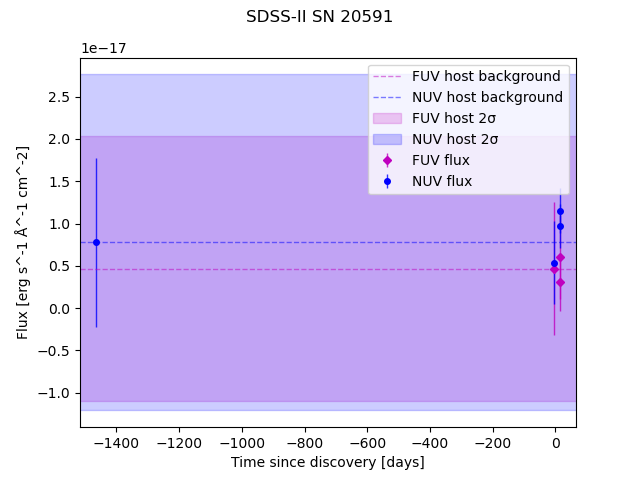 SDSS-II SN 20591
1e−17
FUV host background
NUV host background
FUV host 2σ
NUV host 2σ
FUV flux
NUV flux
2.5
2.0
1.5
1.0
0.5
0.0
−0.5
−1.0
Flux [erg s^-1 Å^-1 cm^-2]
−1400
−1200
−1000
−800
−600
−400
−200
0
Time since discovery [days]